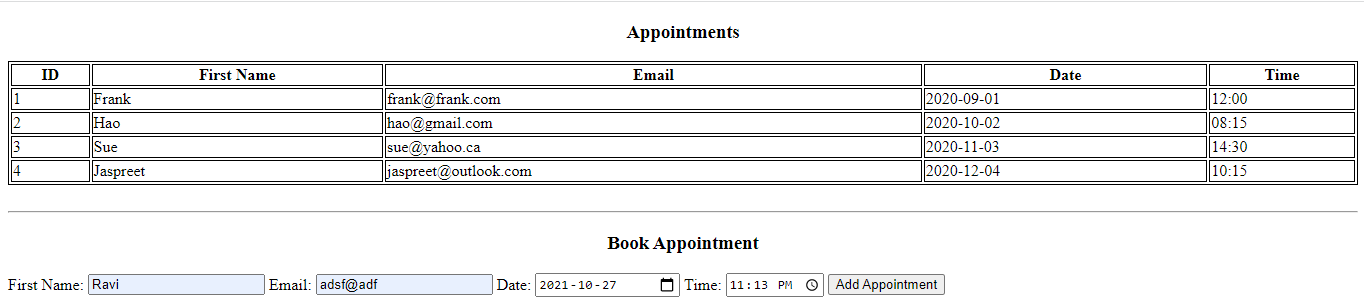 Appointments
ID First Name Email Date Time
1 Frank frank@frank.com 2020-09-01 12:00
2 Hao hao@gmail.com 2020-10-02 08:15
3 Sue sue@yahoo.ca 2020-11-03 14:30
4 Jaspreet jaspreet@outlook.com 2020-12-04 10:15
Book Appointment
First Name: Ravi Email: adsf@adf Date: 2021-10-27 Time: 11:13 PM Add Appointment